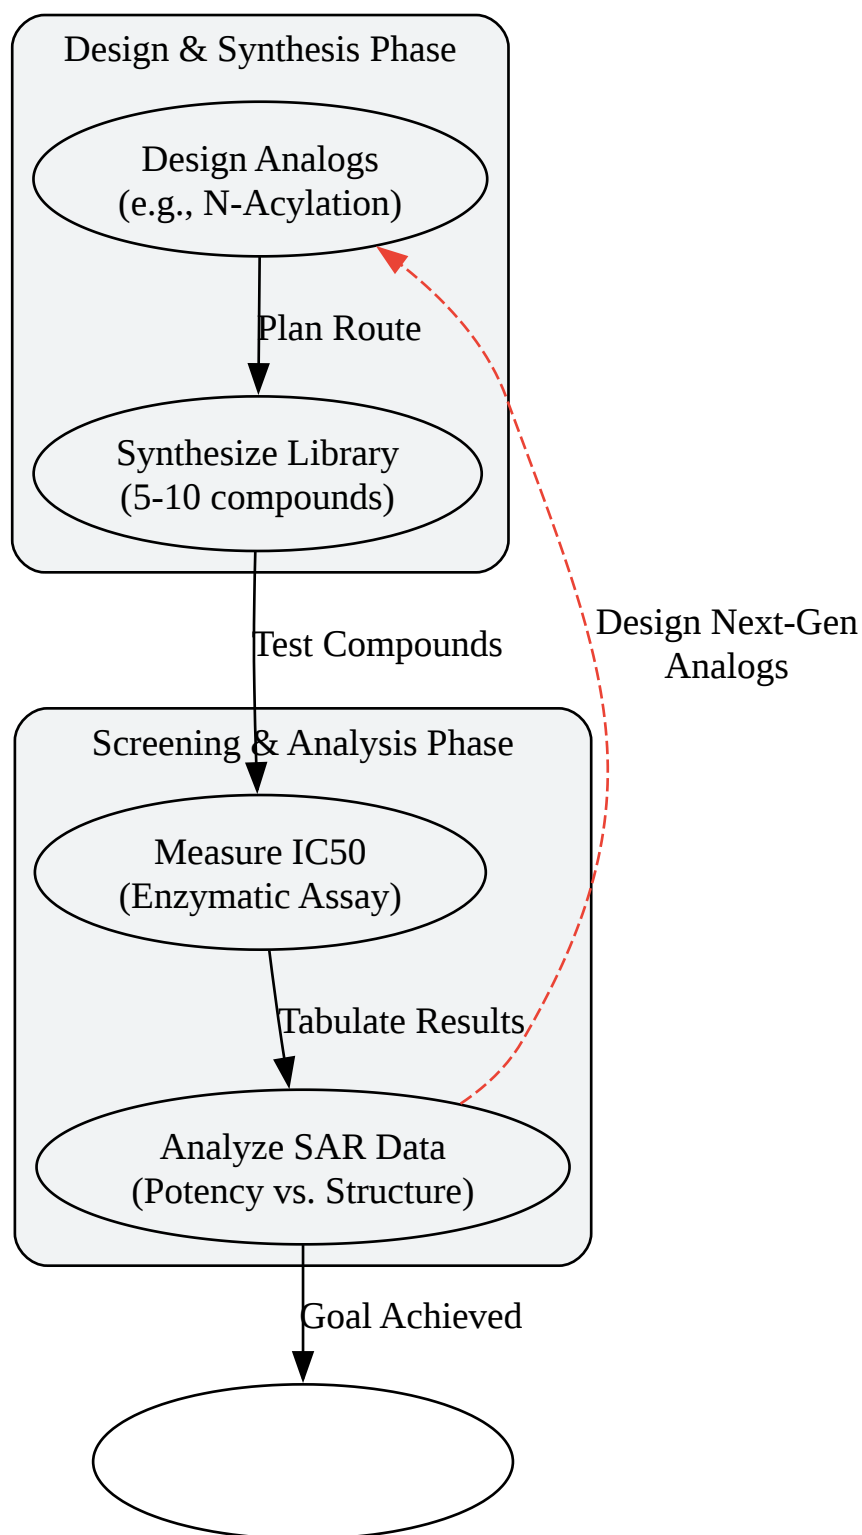 Design & Synthesis Phase
Design Analogs
(e.g., N-Acylation)
Plan Route
Synthesize Library
(5-10 compounds)
Test Compounds
Design Next-Gen
Analogs
Screening & Analysis Phase
Measure IC50
(Enzymatic Assay)
Tabulate Results
Analyze SAR Data
(Potency vs. Structure)
Goal Achieved